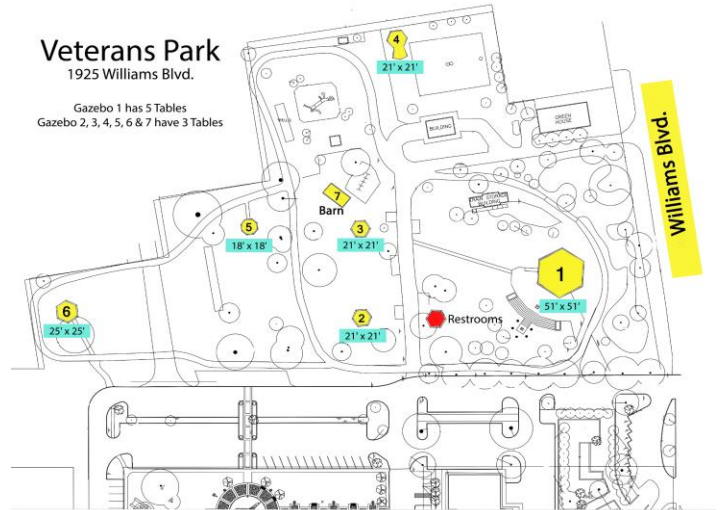 Veterans Park
1925 Williams Blvd.
Gazebo 1 has 5 Tables
Gazebo 2, 3, 4, 5, 6 & 7 have 3 Tables
4
21' x 21'
BUILDING
GREEN
HOUSE
Williams Blvd.
7
Barn
5
18' x 18'
3
21' x 21'
1
51' x 51'
6
25' x 25'
2
21' x 21'
Restrooms